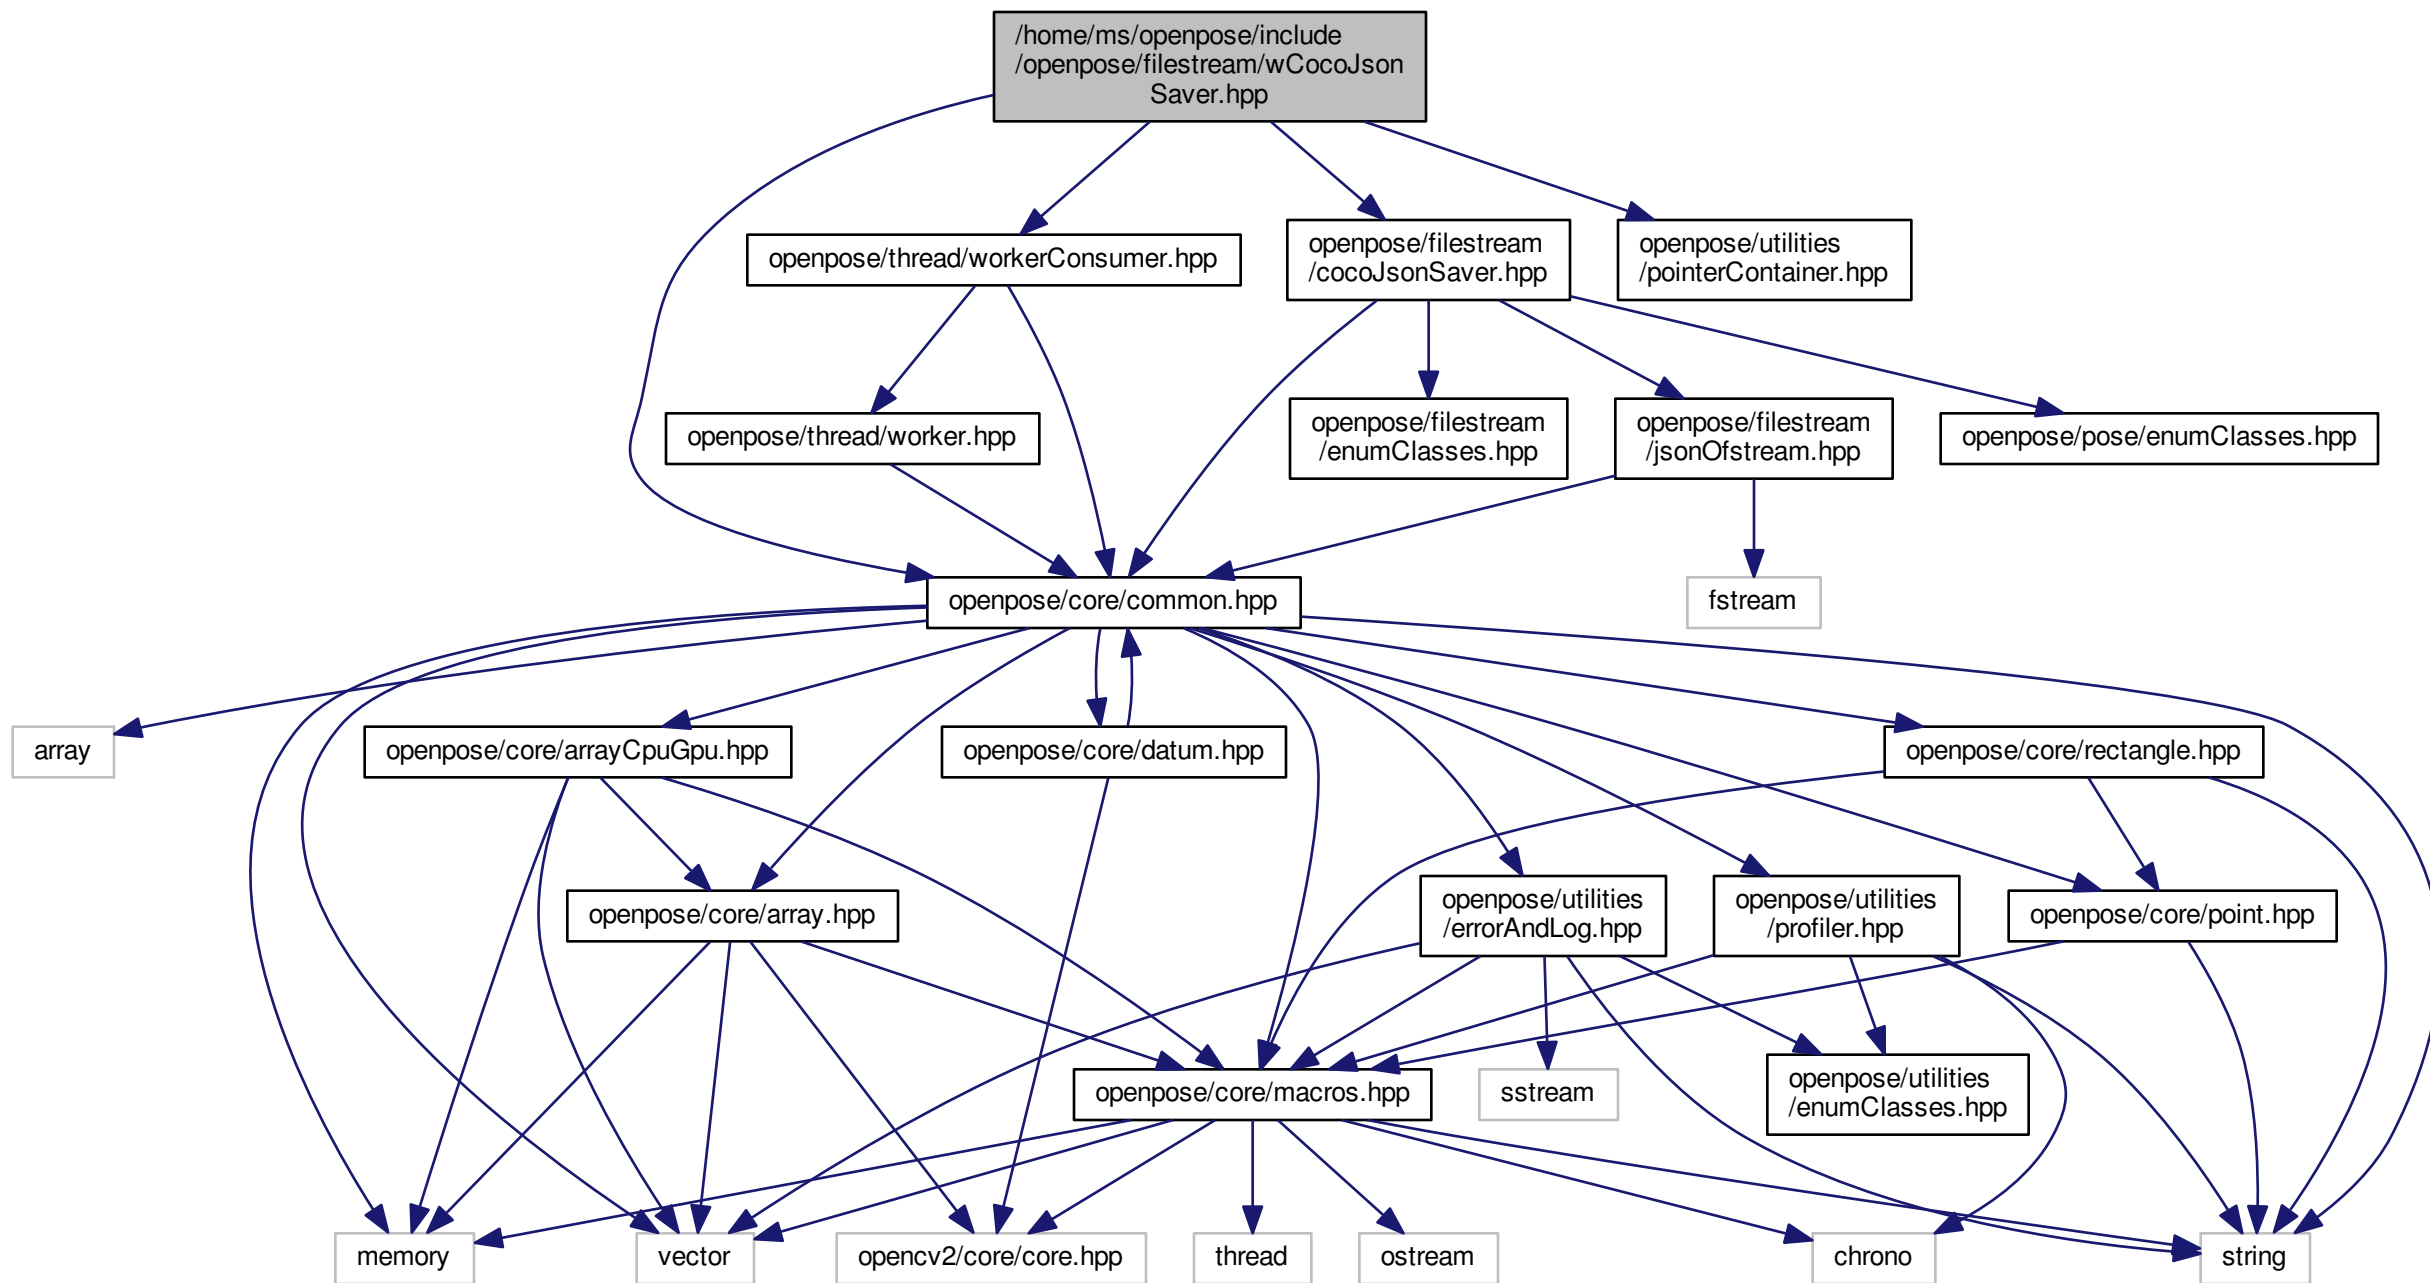 /home/ms/openpose/include
/openpose/filestream/wCocoJson
Saver.hpp
openpose/thread/workerConsumer.hpp
openpose/filestream
/cocoJsonSaver.hpp
openpose/utilities
/pointerContainer.hpp
openpose/thread/worker.hpp
openpose/filestream
/enumClasses.hpp
openpose/filestream
/jsonOfstream.hpp
openpose/pose/enumClasses.hpp
openpose/core/common.hpp
fstream
array
openpose/core/arrayCpuGpu.hpp
openpose/core/datum.hpp
openpose/core/rectangle.hpp
openpose/core/array.hpp
openpose/utilities
/errorAndLog.hpp
openpose/utilities
/profiler.hpp
openpose/core/point.hpp
openpose/core/macros.hpp
sstream
openpose/utilities
/enumClasses.hpp
memory
vector
opencv2/core/core.hpp
thread
ostream
chrono
string